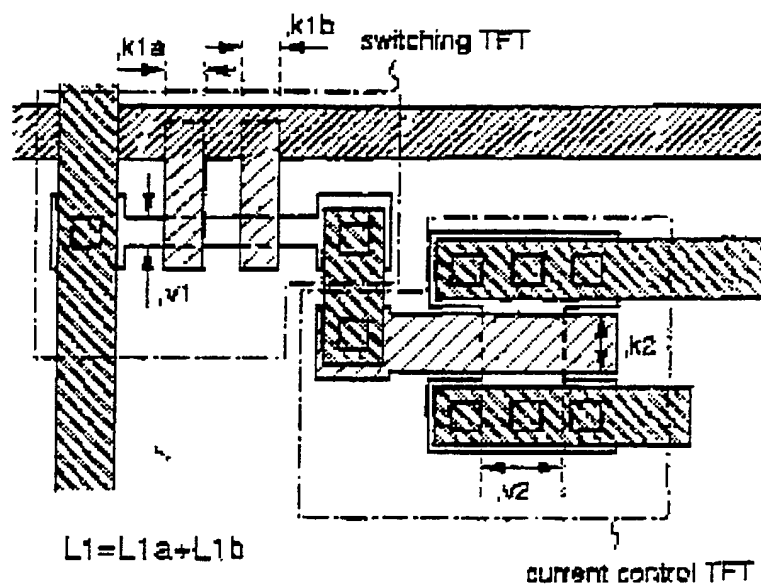 ,k1a
,k1b
switching TFT
,v1
,k2
,v2
L1=L1a+L1b
current control TFT